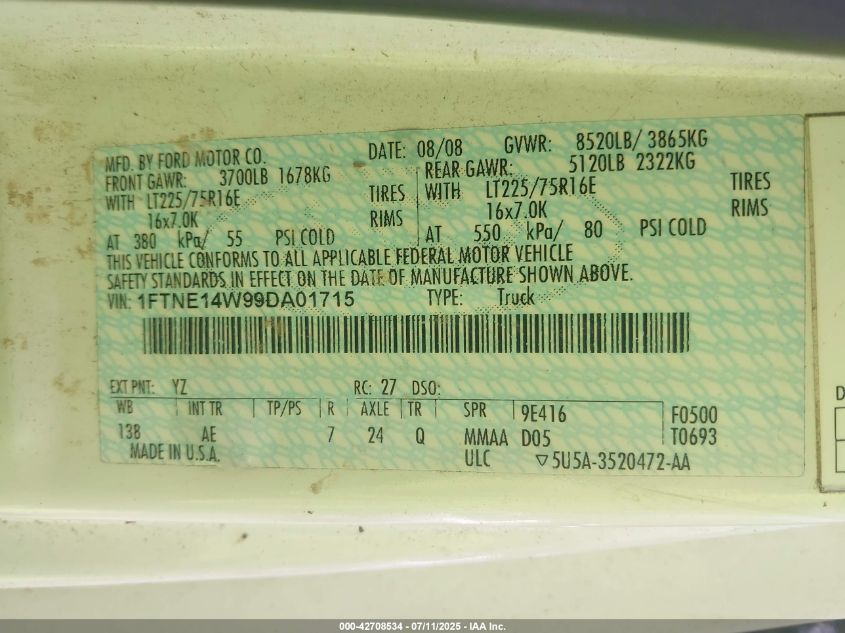 MFD. BY FORD MOTOR CO.
DATE: 08/08 GVWR: 8520LB/ 3865KG
FRONT GAWR: 3700LB 1678KG
REAR GAWR: 5120LB 2322KG
WITH LT225/75R16E TIRES
WITH LT225/75R16E TIRES
16x7.0K RIMS
16x7.0K RIMS
AT 380 kPa/ 55 PSI COLD
AT 550 kPa/ 80 PSI COLD
THIS VEHICLE CONFORMS TO ALL APPLICABLE FEDERAL MOTOR VEHICLE
SAFETY STANDARDS IN EFFECT ON THE DATE OF MANUFACTURE SHOWN ABOVE.
VIN: 1FTNE14W99DA01715 TYPE: Truck
EXT PNT: YZ RC: 27 DSO:
WB INT TR TP/PS R AXLE TR SPR 9E416 F0500
138 AE 7 24 Q MMAA D05 T0693
MADE IN U.S.A. ULC ▽5U5A-3520472-AA
D
000-42708534 - 07/11/2025 - IAA Inc.